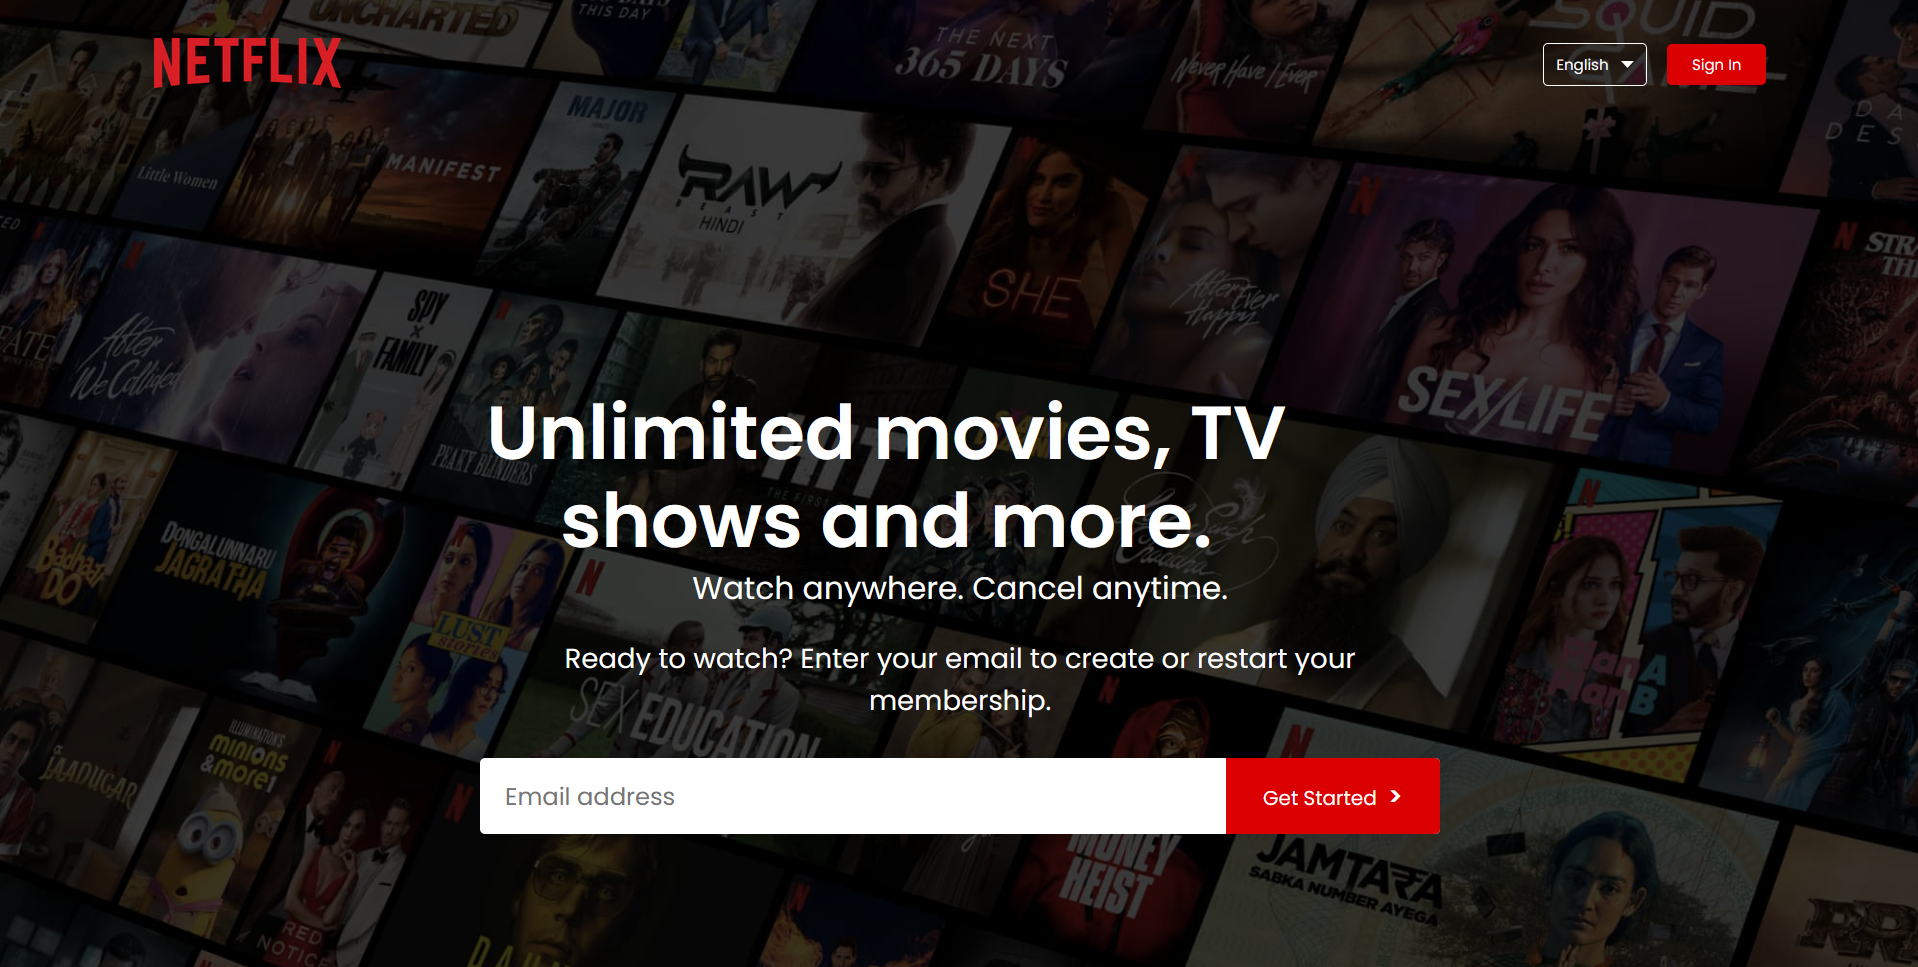 UNCHARTED
THIS DAY
THE NEXT
365 DAYS
Never Have I Ever
SQUID
NETFLIX
English
Sign In
MAJOR
Little Women
MANIFEST
RAW
BEAST
HINDI
SHE
After Ever
Happy
SEX/LIFE
After
We Collided
SPY
×
FAMILY
PEAKY BLINDERS
Unlimited movies, TV
shows and more.
Watch anywhere. Cancel anytime.
Ready to watch? Enter your email to create or restart your
membership.
Badhaai
DO
DONGALUNNARU
JAGRATHA
LUST
stories
SEX EDUCATION
JAADUGAR
ILLUMINATION'S
minions
&more1
Email address
Get Started
RED
NOTICE
MONEY
HEIST
JAMTARA
SABKA NUMBER AYEGA
RRR